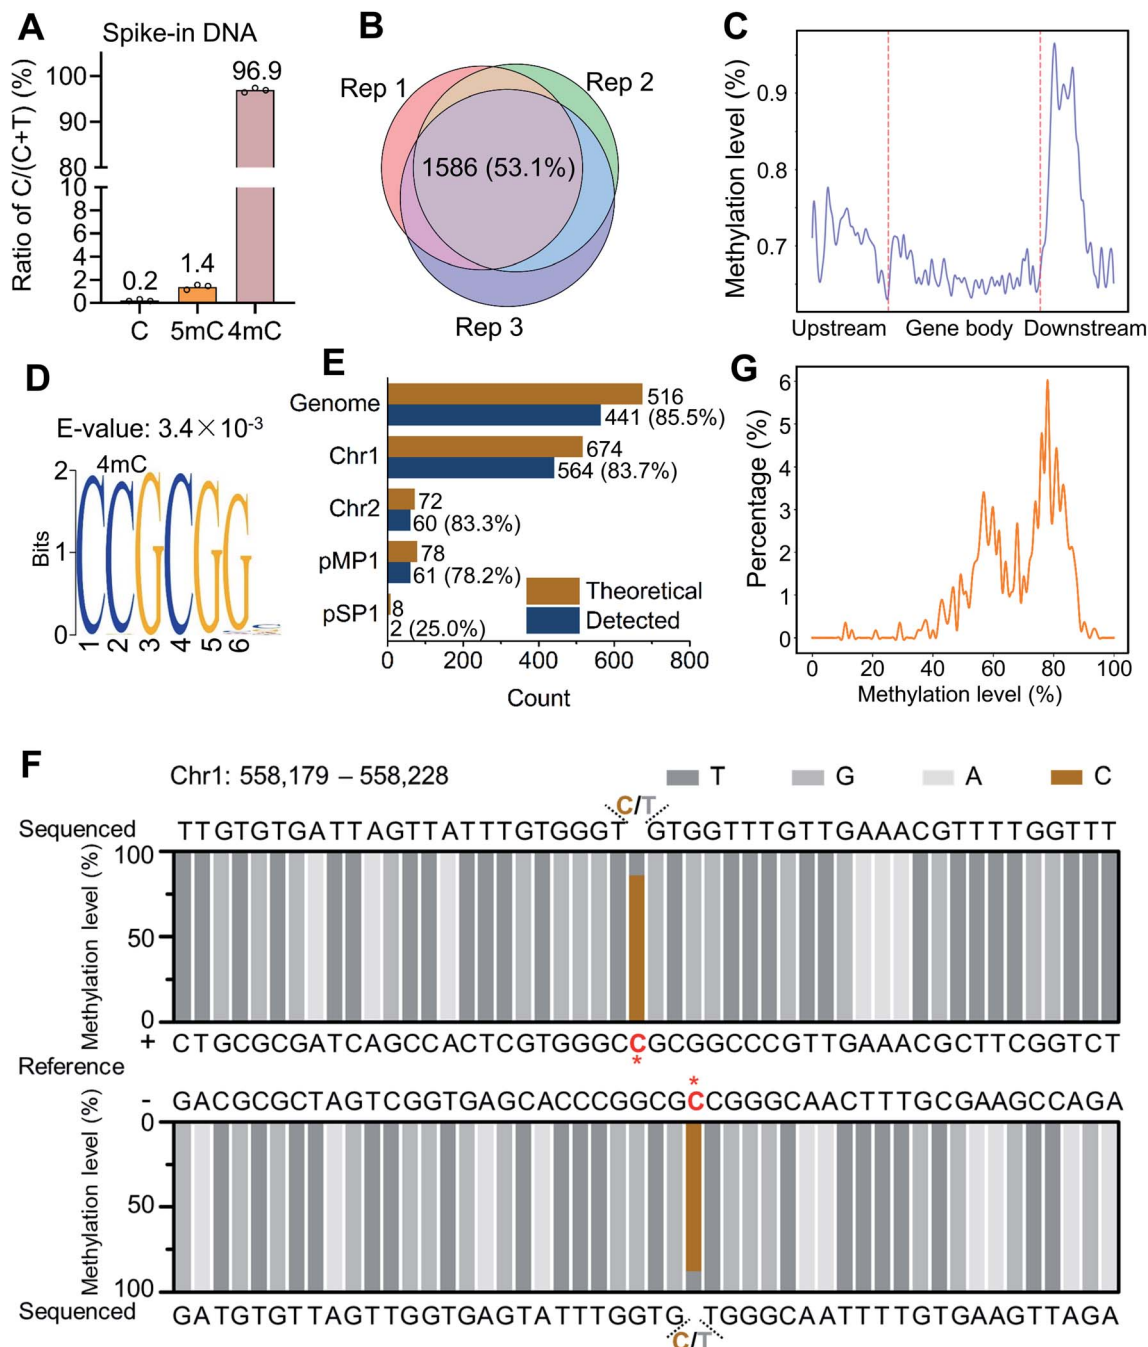 A
Spike-in DNA
Ratio of C/(C+T) (%)
100
90
80
10
8
6
4
2
0
0.2
1.4
96.9
C 5mC 4mC
B
Rep 1
Rep 2
1586 (53.1%)
Rep 3
C
Methylation level (%)
0.9
0.8
0.7
Upstream Gene body Downstream
D
E-value: 3.4×10-3
4mC
Bits
2
1
0
CCGCGG
1 2 3 4 5 6
E
Genome
516
441 (85.5%)
Chr1
674
564 (83.7%)
Chr2
72
60 (83.3%)
pMP1
78
61 (78.2%)
pSP1
8
2 (25.0%)
Theoretical
Detected
0 200 400 600 800
Count
G
Percentage (%)
6
5
4
3
2
1
0
0 20 40 60 80 100
Methylation level (%)
F
Chr1: 558,179 – 558,228
T G A C
C/T
Sequenced TTGTGTGATTAGTTATTTGTGGGT GTGGTTTGTTGAAACGTTTTGGTTT
Methylation level (%)
100
50
0
+ CTGCGCGATCAGCCACTCGTGGGCCGCGGCCCGTTGAAACGCTTCGGTCT
*
Reference
*
- GACGCGCTAGTCGGTGAGCACCCGGCGCCGGGCAACTTTGCGAAGCCAGA
Methylation level (%)
0
50
100
Sequenced GATGTGTTAGTTGGTGAGTATTTGGTG TGGGCAATTTTGTGAAGTTAGA
C/T